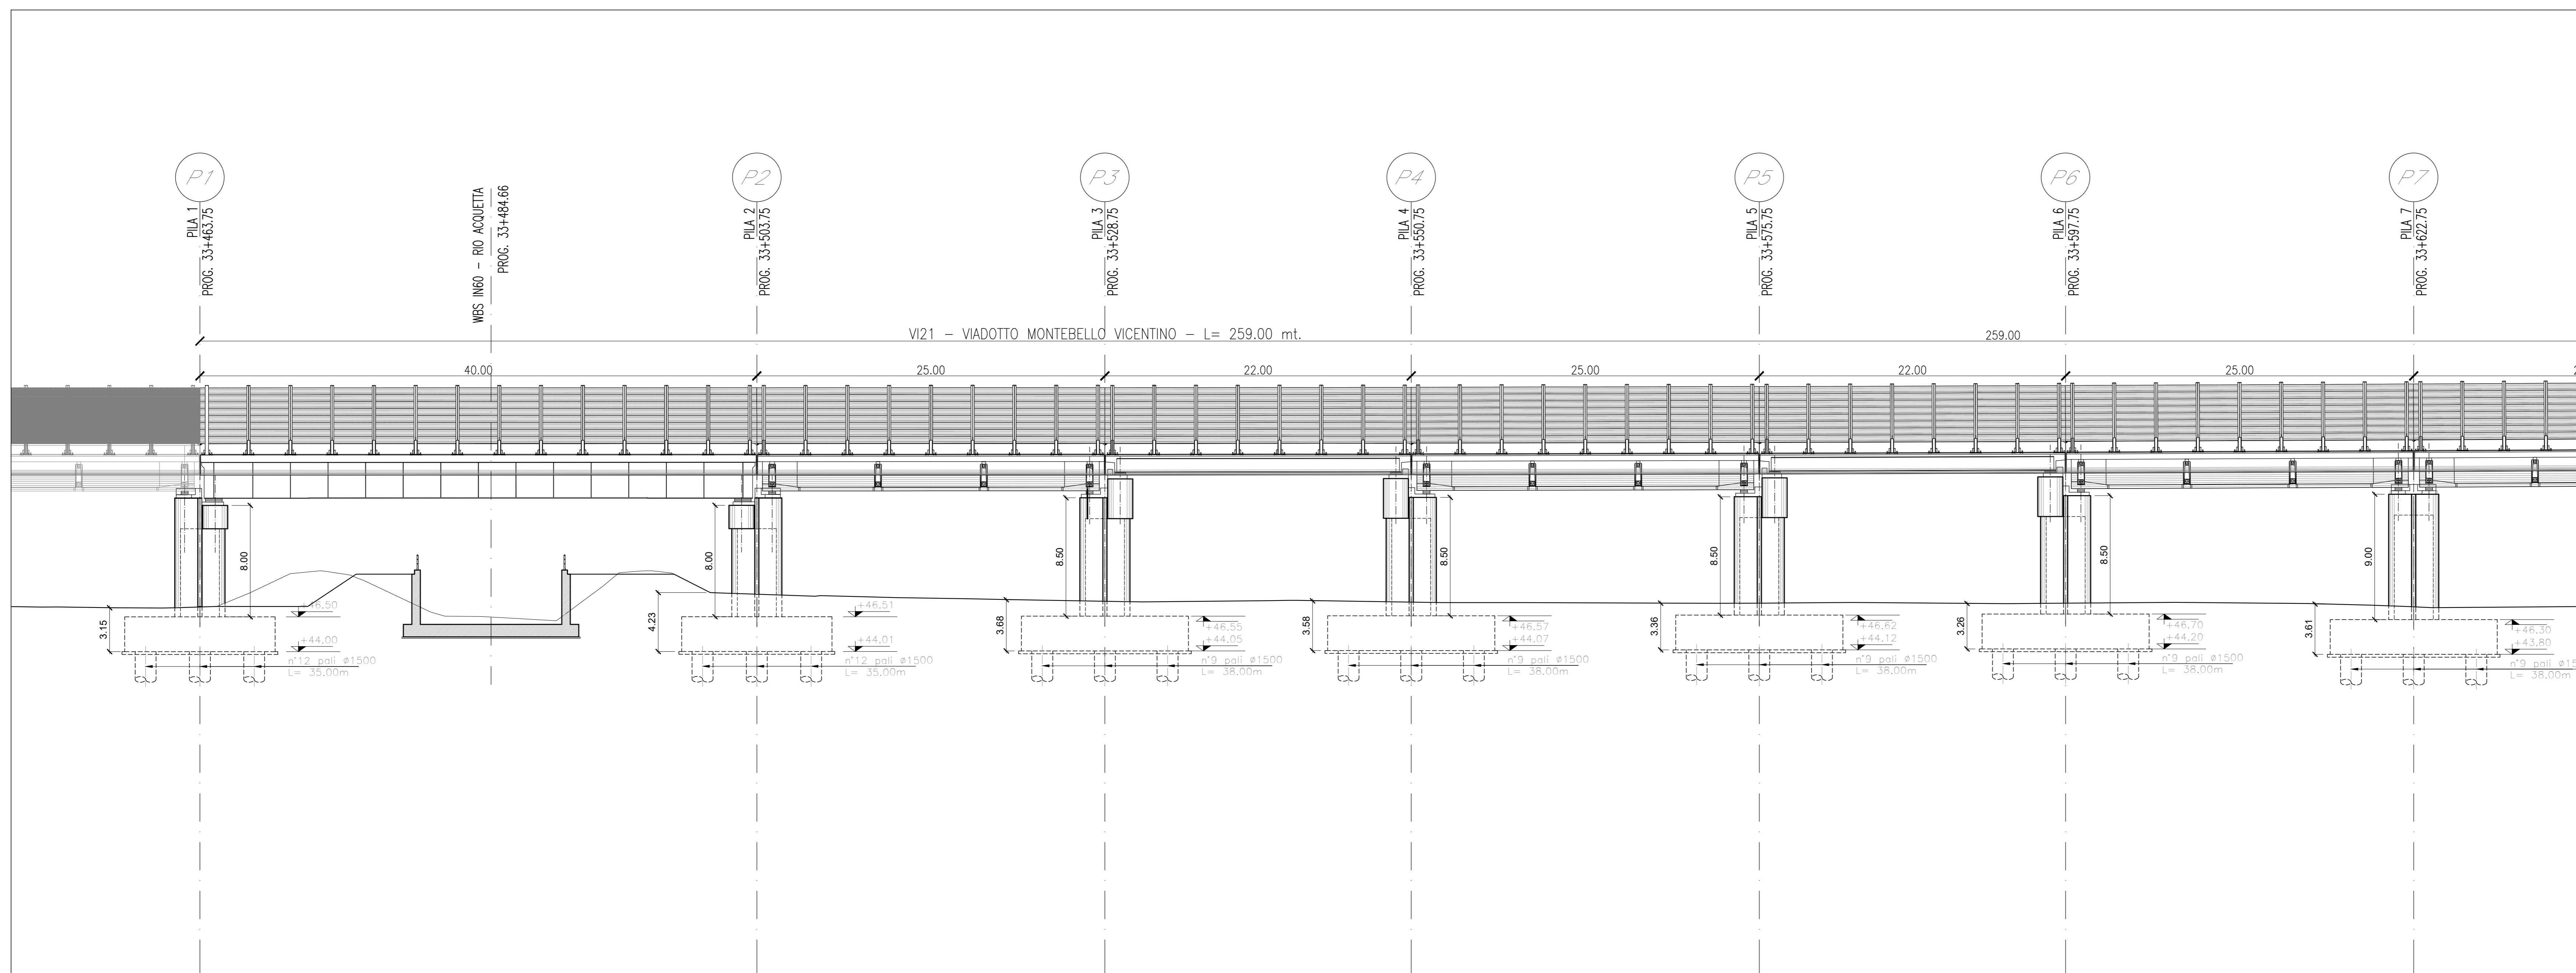 P1
P2
P3
P4
P5
P6
P7
PILA 1
PROG. 33+463.75
WBS IN60 - RIO ACQUETTA
PROG. 33+484.66
PILA 2
PROG. 33+503.75
PILA 3
PROG. 33+528.75
PILA 4
PROG. 33+550.75
PILA 5
PROG. 33+575.75
PILA 6
PROG. 33+597.75
PILA 7
PROG. 33+622.75
VI21 - VIADOTTO MONTEBELLO VICENTINO - L= 259.00 mt.
259.00
40.00
25.00
22.00
25.00
22.00
25.00
8.00
8.00
8.50
8.50
8.50
8.50
9.00
3.15
+46.50
+44.00
n°12 pali ø1500
L= 35.00m
4.23
+46.51
+44.01
n°12 pali ø1500
L= 35.00m
3.68
+46.55
+44.05
n°9 pali ø1500
L= 38.00m
3.58
+46.57
+44.07
n°9 pali ø1500
L= 38.00m
3.36
+46.62
+44.12
n°9 pali ø1500
L= 38.00m
3.26
+46.70
+44.20
n°9 pali ø1500
L= 38.00m
3.61
+46.30
+43.80
n°9 pali
L= 38.00m